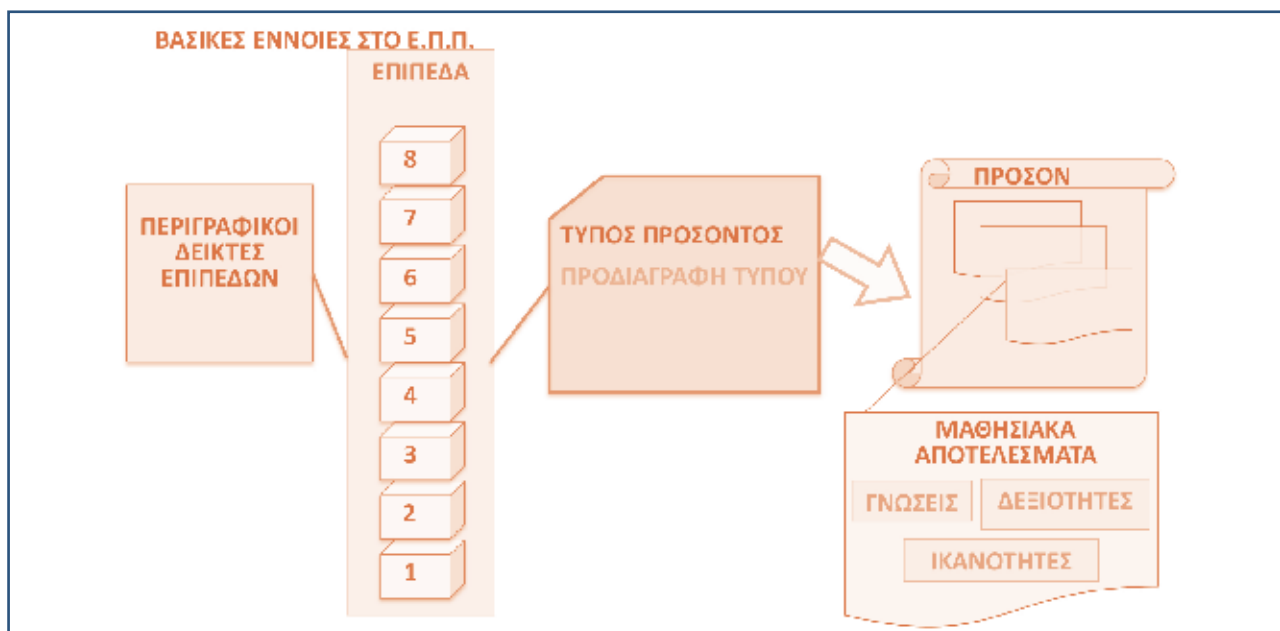 ΒΑΣΙΚΕΣ ΕΝΝΟΙΕΣ ΣΤΟ Ε.Π.Π.
ΕΠΙΠΕΔΑ
8
7
6
5
4
3
2
1
ΠΕΡΙΓΡΑΦΙΚΟΙ
ΔΕΙΚΤΕΣ
ΕΠΙΠΕΔΩΝ
ΤΥΠΟΣ ΠΡΟΣΟΝΤΟΣ
ΠΡΟΔΙΑΓΡΑΦΗ ΤΥΠΟΥ
ΠΡΟΣΟΝ
ΜΑΘΗΣΙΑΚΑ
ΑΠΟΤΕΛΕΣΜΑΤΑ
ΓΝΩΣΕΙΣ
ΔΕΞΙΟΤΗΤΕΣ
ΙΚΑΝΟΤΗΤΕΣ